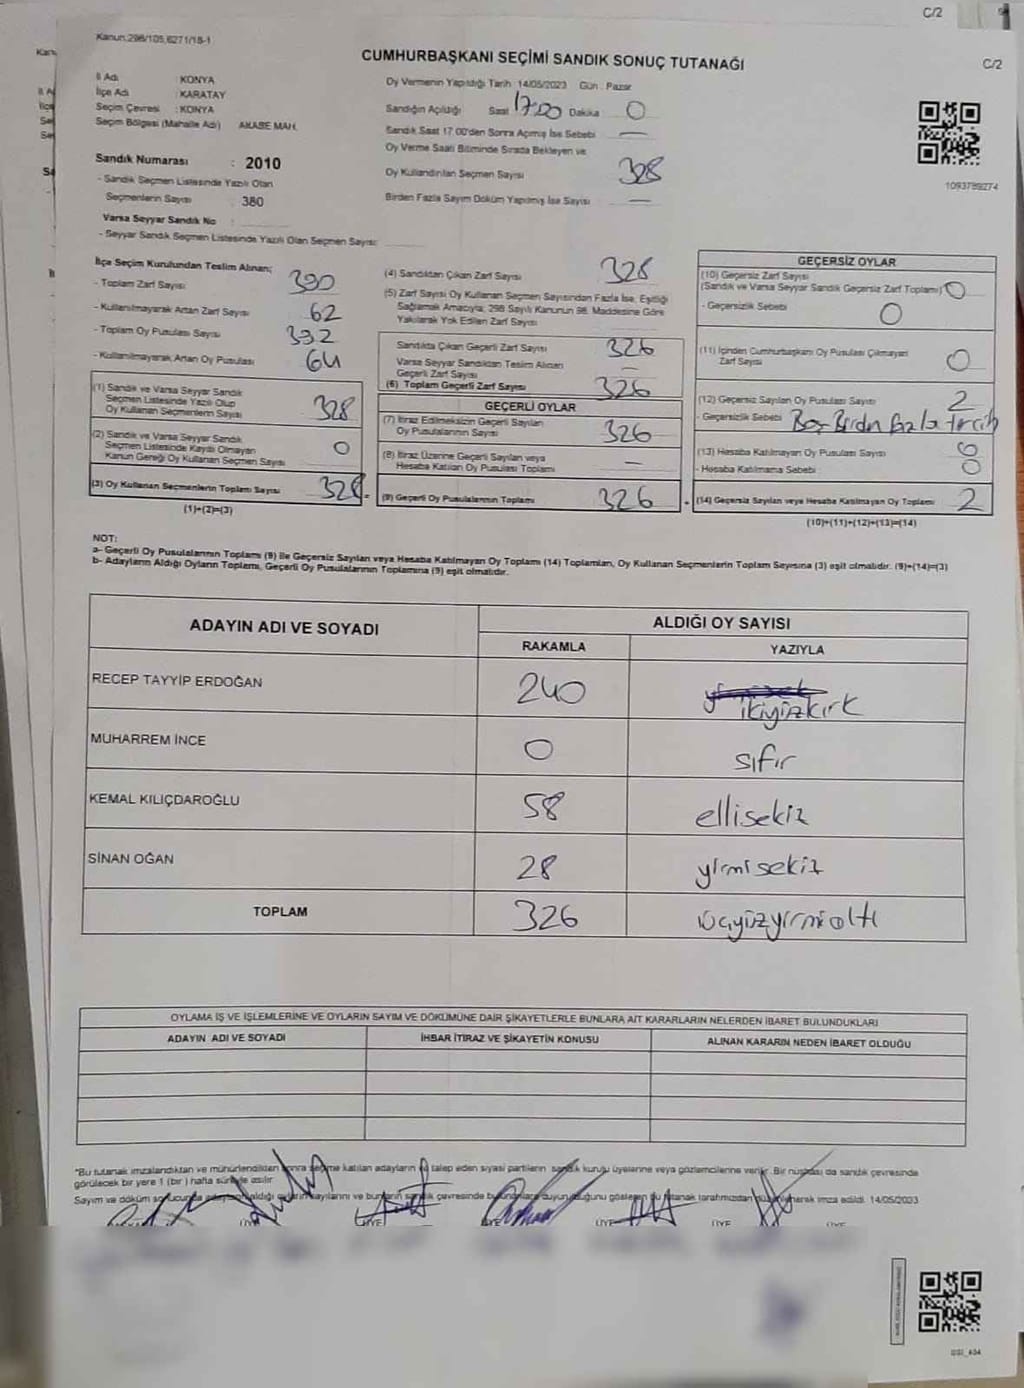 C/2
Kanun:298/105,6271/18-1
CUMHURBAŞKANI SEÇİMİ SANDIK SONUÇ TUTANAĞI
C/2
İl Adı : KONYA
İlçe Adı : KARATAY
Seçim Çevresi : KONYA
Seçim Bölgesi (Mahalle Adı) AKABE MAH.
Sandık Numarası : 2010
- Sandık Seçmen Listesinde Yazılı Olan
Seçmenlerin Sayısı 380
Varsa Seyyar Sandık No :
- Seyyar Sandık Seçmen Listesinde Yazılı Olan Seçmen Sayısı:
Oy Vermenin Yapıldığı Tarih : 14/05/2023 Gün : Pazar
Sandığın Açıldığı Saat 17:00 Dakika 0
Sandık Saat 17:00'den Sonra Açılmış İse Sebebi —
Oy Verme Saati Bitiminde Sırada Bekleyen ve
Oy Kullandırılan Seçmen Sayısı 328
Birden Fazla Sayım Döküm Yapılmış İse Sayısı —
1093789274
İlçe Seçim Kurulundan Teslim Alınan;
- Toplam Zarf Sayısı 390
- Kullanılmayarak Artan Zarf Sayısı 62
- Toplam Oy Pusulası Sayısı 392
- Kullanılmayarak Artan Oy Pusulası 64
(1) Sandık ve Varsa Seyyar Sandık
Seçmen Listesinde Yazılı Olup
Oy Kullanan Seçmenlerin Sayısı 328
(2) Sandık ve Varsa Seyyar Sandık
Seçmen Listesinde Kaydı Olmayan
Kanun Gereği Oy Kullanan Seçmen Sayısı 0
(3) Oy Kullanan Seçmenlerin Toplam Sayısı 328 =
(1)+(2)=(3)
(4) Sandıktan Çıkan Zarf Sayısı 328
(5) Zarf Sayısı Oy Kullanan Seçmen Sayısından Fazla İse, Eşitliği
Sağlamak Amacıyla, 298 Sayılı Kanunun 98. Maddesine Göre
Yakılarak Yok Edilen Zarf Sayısı
Sandıkta Çıkan Geçerli Zarf Sayısı 326
Varsa Seyyar Sandıktan Teslim Alınan
Geçerli Zarf Sayısı —
(6) Toplam Geçerli Zarf Sayısı 326
GEÇERLİ OYLAR
(7) İtiraz Edilmeksizin Geçerli Sayılan
Oy Pusulalarının Sayısı 326
(8) İtiraz Üzerine Geçerli Sayılan veya
Hesaba Katılan Oy Pusulası Toplamı —
(9) Geçerli Oy Pusulalarının Toplamı 326 +
GEÇERSİZ OYLAR
(10) Geçersiz Zarf Sayısı
(Sandık ve Varsa Seyyar Sandık Geçersiz Zarf Toplamı) 0
- Geçersizlik Sebebi 0
(11) İçinden Cumhurbaşkanı Oy Pusulası Çıkmayan
Zarf Sayısı 0
(12) Geçersiz Sayılan Oy Pusulası Sayısı 2
- Geçersizlik Sebebi Boş Birden fazla tercih
(13) Hesaba Katılmayan Oy Pusulası Sayısı 0
- Hesaba Katılmama Sebebi 0
(14) Geçersiz Sayılan veya Hesaba Katılmayan Oy Toplamı 2
(10)+(11)+(12)+(13)=(14)
NOT:
a- Geçerli Oy Pusulalarının Toplamı (9) ile Geçersiz Sayılan veya Hesaba Katılmayan Oy Toplamı (14) Toplamları, Oy Kullanan Seçmenlerin Toplam Sayısına (3) eşit olmalıdır. (9)+(14)=(3)
b- Adayların Aldığı Oyların Toplamı, Geçerli Oy Pusulalarının Toplamına (9) eşit olmalıdır.
ADAYIN ADI VE SOYADI ALDIĞI OY SAYISI
RAKAMLA YAZIYLA
RECEP TAYYİP ERDOĞAN 240 ikiyüzkırk
MUHARREM İNCE 0 sıfır
KEMAL KILIÇDAROĞLU 58 ellisekiz
SİNAN OĞAN 28 yirmisekiz
TOPLAM 326 üçyüzyirmialtı
OYLAMA İŞ VE İŞLEMLERİNE VE OYLARIN SAYIM VE DÖKÜMÜNE DAİR ŞİKAYETLERLE BUNLARA AİT KARARLARIN NELERDEN İBARET BULUNDUKLARI
ADAYIN ADI VE SOYADI İHBAR İTİRAZ VE ŞİKAYETİN KONUSU ALINAN KARARIN NEDEN İBARET OLDUĞU
*Bu tutanak imzalandıktan ve mühürlendikten sonra seçime katılan adayların ve talep eden siyasi partilerin sandık kurulu üyelerine veya gözlemcilerine verilir. Bir nüshası da sandık çevresinde
görülecek bir yere 1 (bir) hafta süreyle asılır.
Sayım ve döküm sonucunda adayların aldığı oyların sayılarını ve bunların sandık çevresinde bulunanlara duyurulduğunu gösteren bu tutanak tarafımızdan düzenlenerek imza edildi. 14/05/2023
ÜYE ÜYE ÜYE ÜYE ÜYE